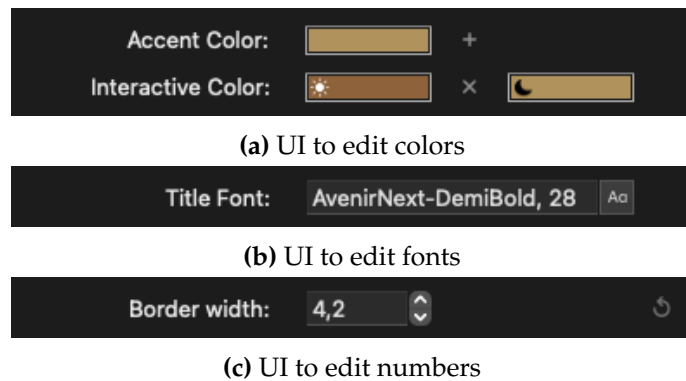 Accent Color: +
Interactive Color: ×
(a) UI to edit colors
Title Font: AvenirNext-DemiBold, 28 Aa
(b) UI to edit fonts
Border width: 4,2
(c) UI to edit numbers